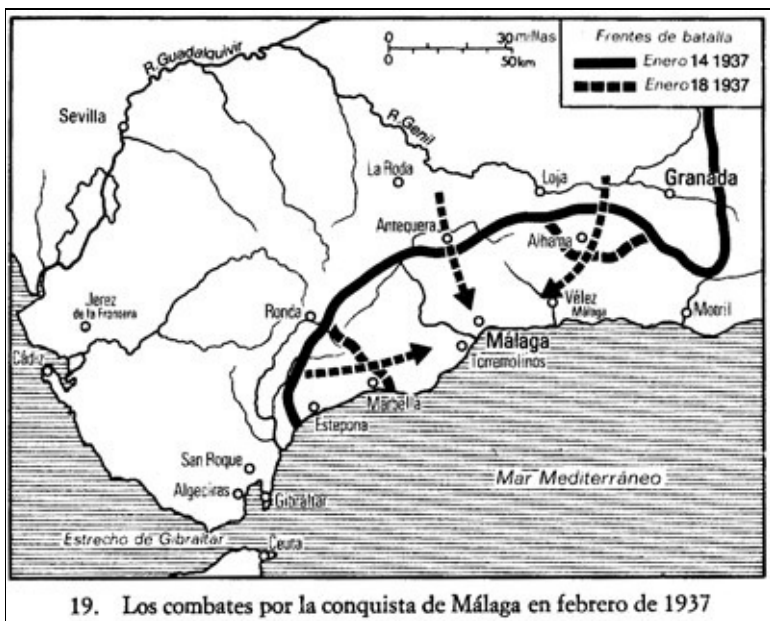 R. Guadalquivir
0 30 millas
0 50 km
Frentes de batalla
Enero 14 1937
Enero 18 1937
Sevilla
R. Genil
La Roda
Loja
Granada
Antequera
Alhama
Jerez
de la Frontera
Ronda
Vélez
Málaga
Motril
Málaga
Cádiz
Torremolinos
Marbella
Estepona
San Roque
Mar Mediterráneo
Algeciras
Gibraltar
Estrecho de Gibraltar
Ceuta
19. Los combates por la conquista de Málaga en febrero de 1937